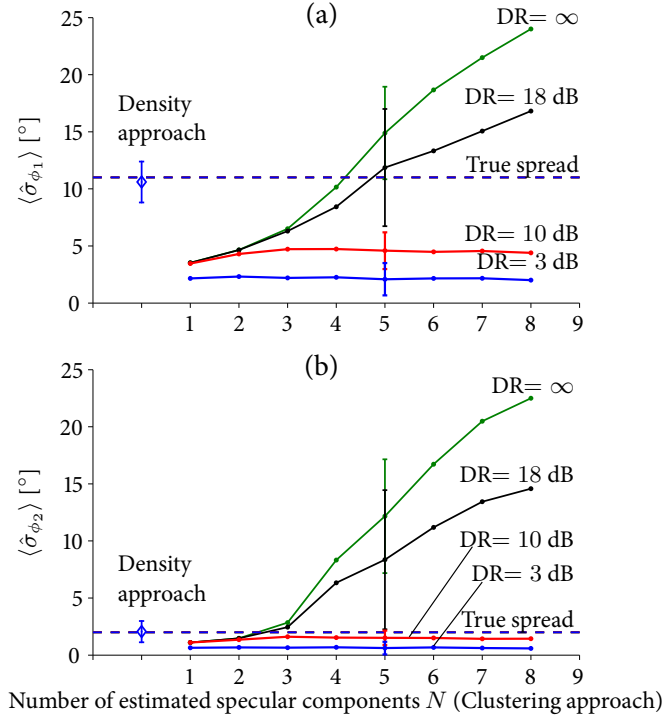 (a)
DR= ∞
25
20
DR= 18 dB
Density
approach
15
True spread
10
DR= 10 dB
5
DR= 3 dB
0
1 2 3 4 5 6 7 8 9
⟨σ̂ϕ1⟩ [°]
(b)
25
DR= ∞
20
DR= 18 dB
15
DR= 10 dB
10
Density
approach
DR= 3 dB
5
True spread
0
1 2 3 4 5 6 7 8 9
⟨σ̂ϕ2⟩ [°]
Number of estimated specular components N (Clustering approach)